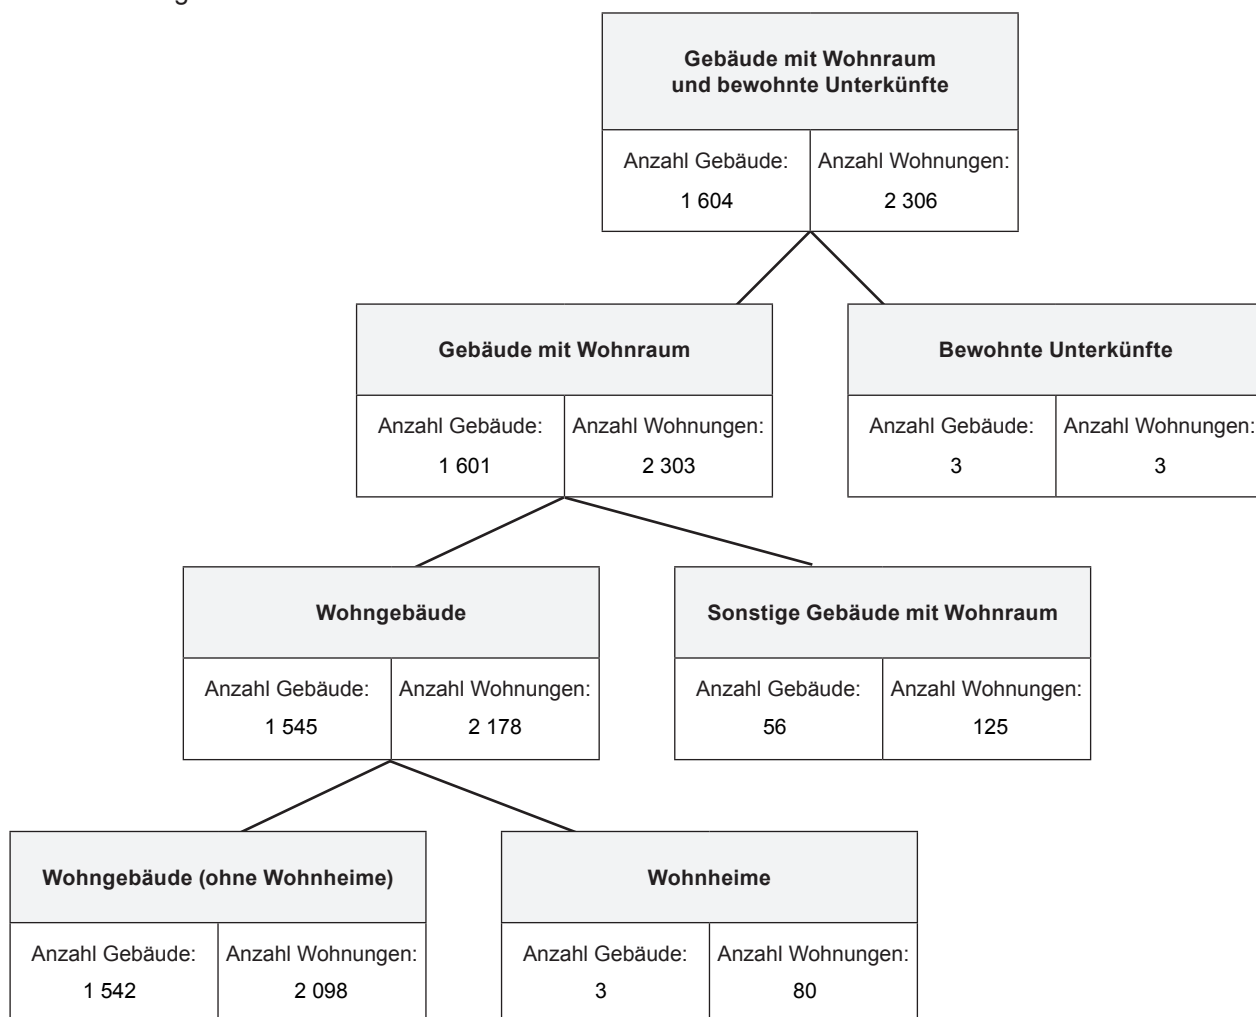 Gebäude mit Wohnraum
und bewohnte Unterkünfte
Anzahl Gebäude:
1 604
Anzahl Wohnungen:
2 306
Gebäude mit Wohnraum
Anzahl Gebäude:
1 601
Anzahl Wohnungen:
2 303
Bewohnte Unterkünfte
Anzahl Gebäude:
3
Anzahl Wohnungen:
3
Wohngebäude
Anzahl Gebäude:
1 545
Anzahl Wohnungen:
2 178
Sonstige Gebäude mit Wohnraum
Anzahl Gebäude:
56
Anzahl Wohnungen:
125
Wohngebäude (ohne Wohnheime)
Anzahl Gebäude:
1 542
Anzahl Wohnungen:
2 098
Wohnheime
Anzahl Gebäude:
3
Anzahl Wohnungen:
80